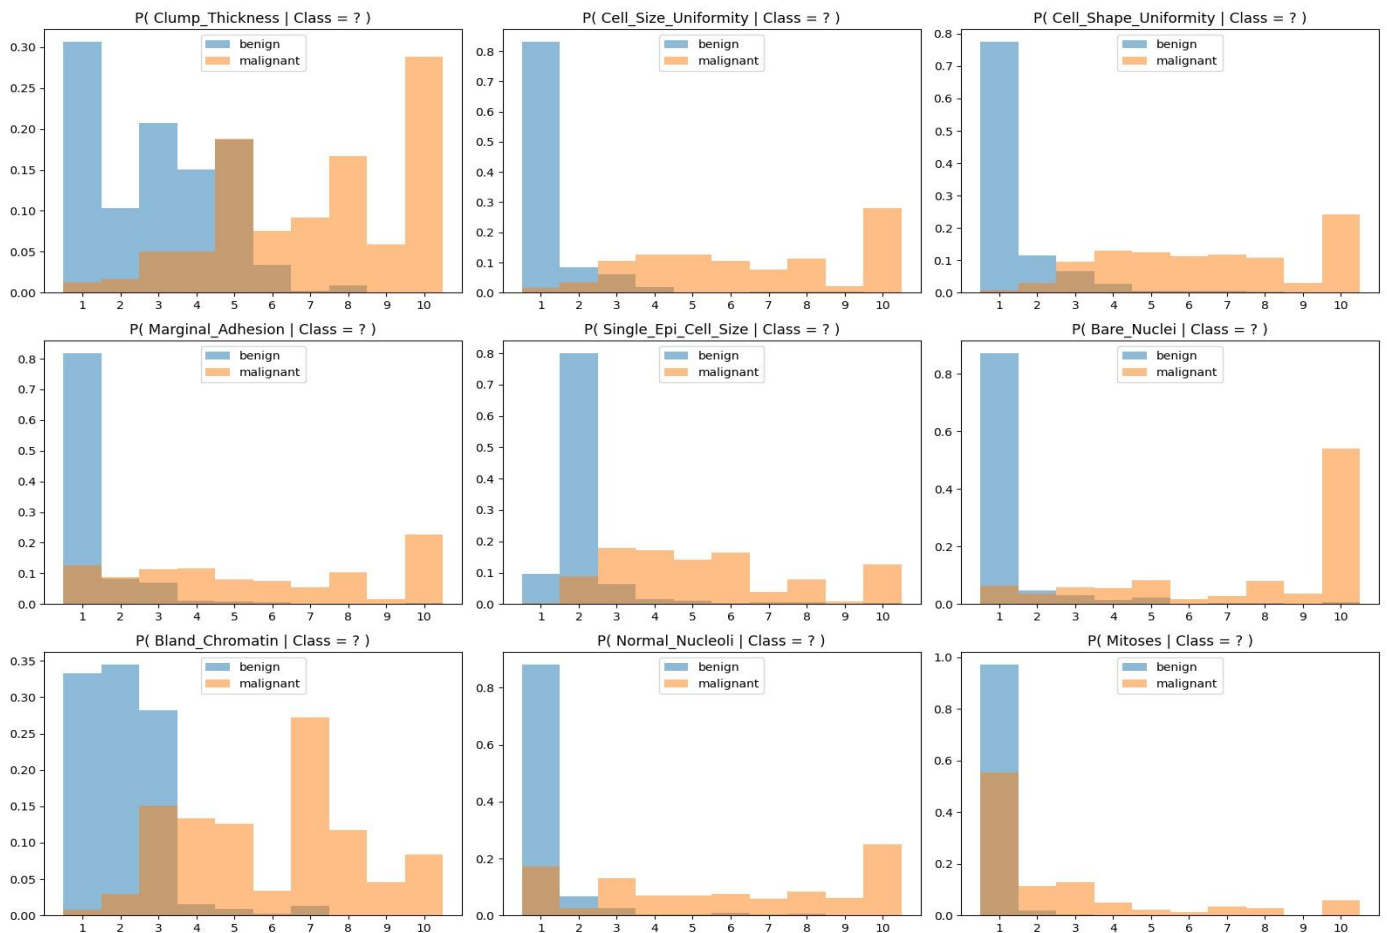 P( Clump_Thickness | Class = ? )
benign
malignant
0.30
0.25
0.20
0.15
0.10
0.05
0.00
1 2 3 4 5 6 7 8 9 10
P( Cell_Size_Uniformity | Class = ? )
benign
malignant
0.8
0.7
0.6
0.5
0.4
0.3
0.2
0.1
0.0
1 2 3 4 5 6 7 8 9 10
P( Cell_Shape_Uniformity | Class = ? )
benign
malignant
0.8
0.7
0.6
0.5
0.4
0.3
0.2
0.1
0.0
1 2 3 4 5 6 7 8 9 10
P( Marginal_Adhesion | Class = ? )
benign
malignant
0.8
0.7
0.6
0.5
0.4
0.3
0.2
0.1
0.0
1 2 3 4 5 6 7 8 9 10
P( Single_Epi_Cell_Size | Class = ? )
benign
malignant
0.8
0.7
0.6
0.5
0.4
0.3
0.2
0.1
0.0
1 2 3 4 5 6 7 8 9 10
P( Bare_Nuclei | Class = ? )
benign
malignant
0.8
0.6
0.4
0.2
0.0
1 2 3 4 5 6 7 8 9 10
P( Bland_Chromatin | Class = ? )
benign
malignant
0.35
0.30
0.25
0.20
0.15
0.10
0.05
0.00
1 2 3 4 5 6 7 8 9 10
P( Normal_Nucleoli | Class = ? )
benign
malignant
0.8
0.6
0.4
0.2
0.0
1 2 3 4 5 6 7 8 9 10
P( Mitoses | Class = ? )
benign
malignant
1.0
0.8
0.6
0.4
0.2
0.0
1 2 3 4 5 6 7 8 9 10